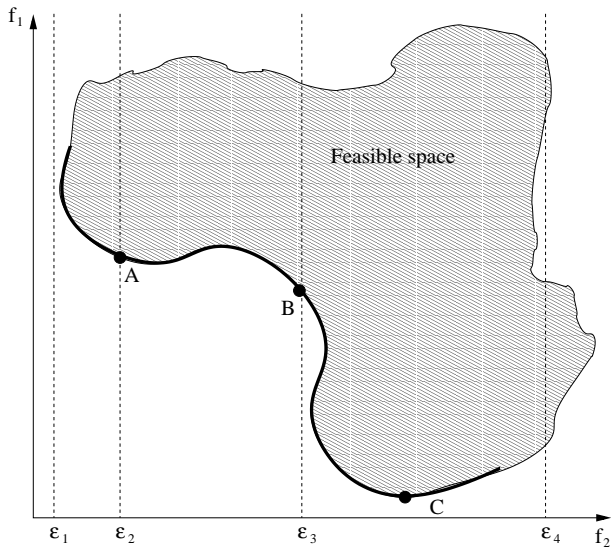 f₁
Feasible space
A
B
C
ε₁ ε₂ ε₃ ε₄ f₂